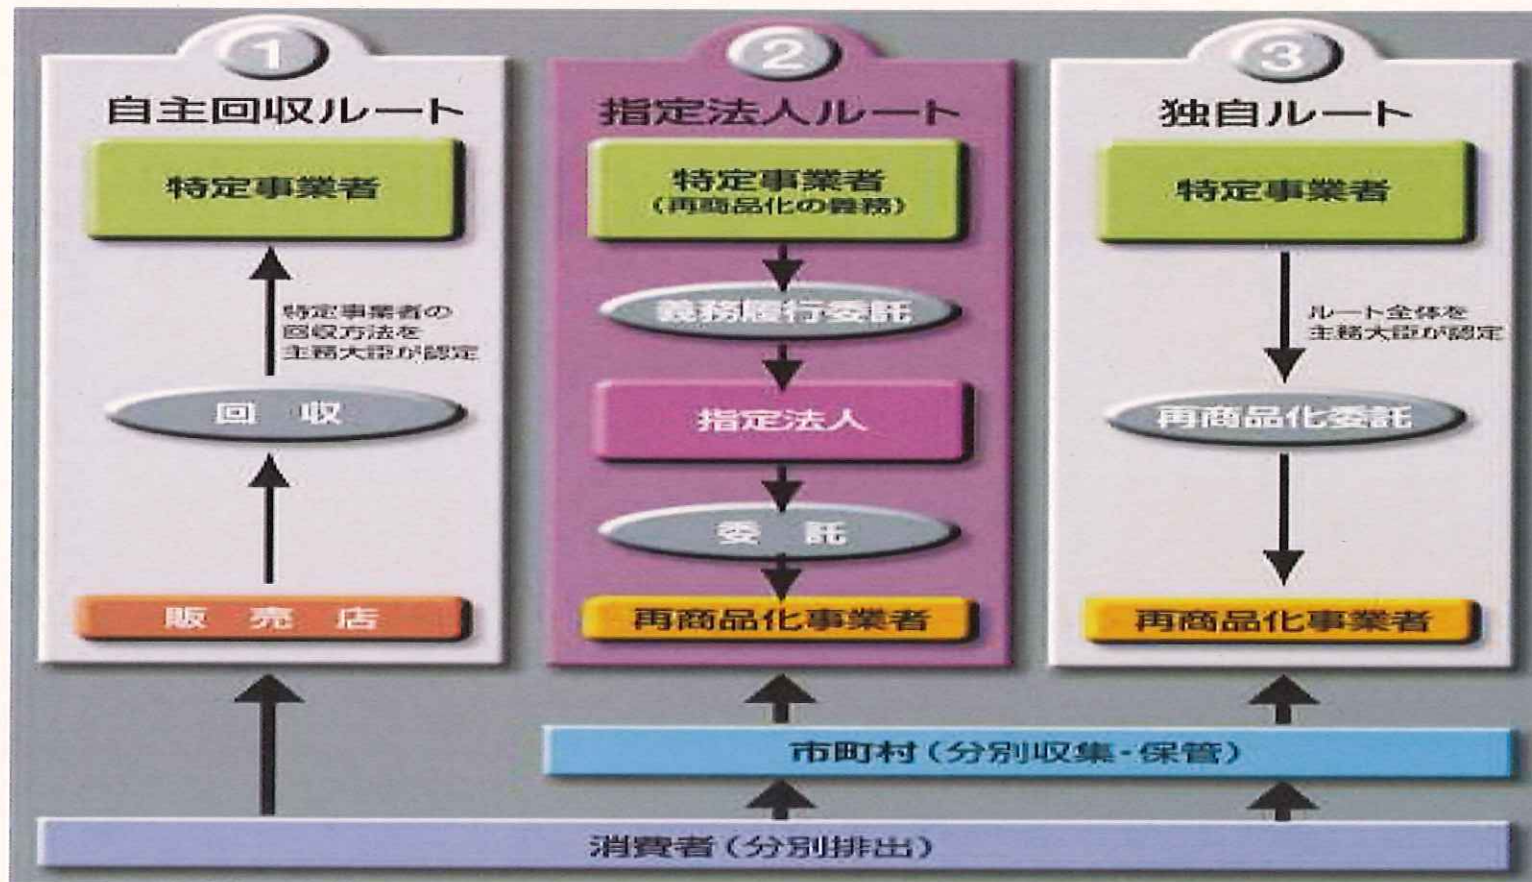 1
自主回収ルート
特定事業者
特定事業者の
回収方法を
主務大臣が認定
回 収
販 売 店
2
指定法人ルート
特定事業者
(再商品化の義務)
義務履行委託
指定法人
委 託
再商品化事業者
3
独自ルート
特定事業者
ルート全体を
主務大臣が認定
再商品化委託
再商品化事業者
市町村(分別収集・保管)
消費者(分別排出)